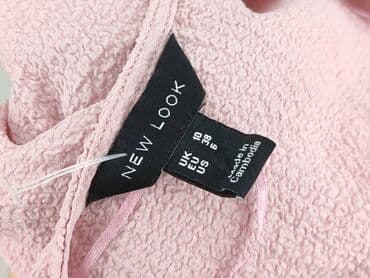 NEW LOOK
UK 10
EU 38
US 6
Made in
Cambodia